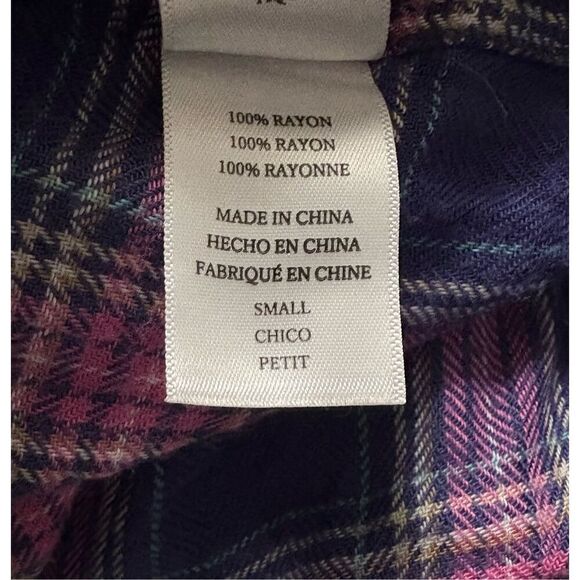 100% RAYON
100% RAYON
100% RAYONNE
MADE IN CHINA
HECHO EN CHINA
FABRIQUÉ EN CHINE
SMALL
CHICO
PETIT